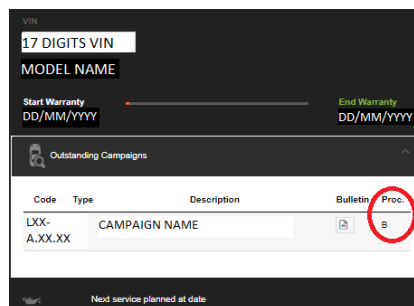 VIN
17 DIGITS VIN
MODEL NAME
Start Warranty End Warranty
DD/MM/YYYY DD/MM/YYYY
Outstanding Campaigns
Code Type Description Bulletin Proc.
LXX-
A.XX.XX CAMPAIGN NAME B
Next service planned at date